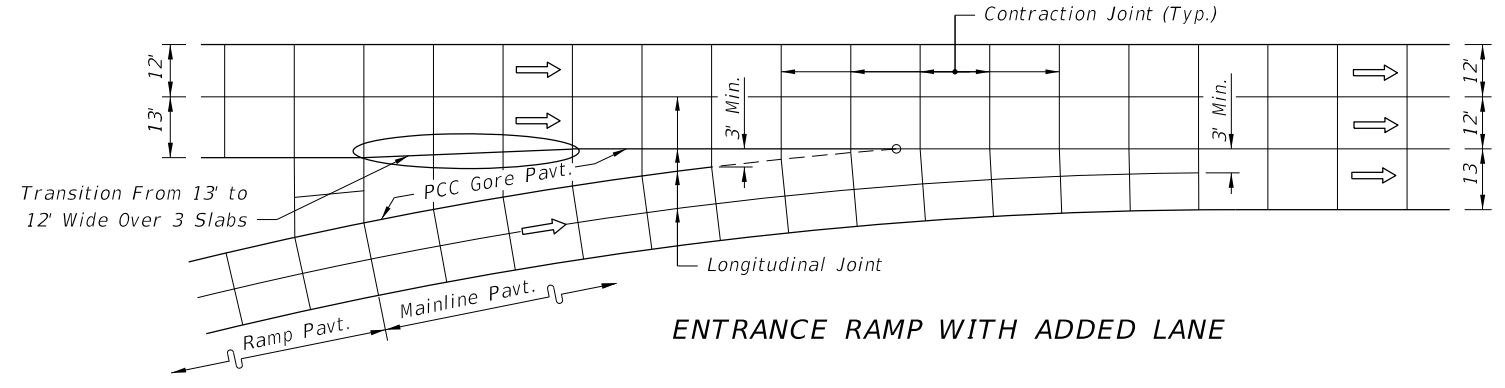 Contraction Joint (Typ.)
12'
13'
3' Min.
3' Min.
12'
12'
13
Transition From 13' to
12' Wide Over 3 Slabs
PCC Gore Pavt.
Longitudinal Joint
Mainline Pavt.
Ramp Pavt.
ENTRANCE RAMP WITH ADDED LANE